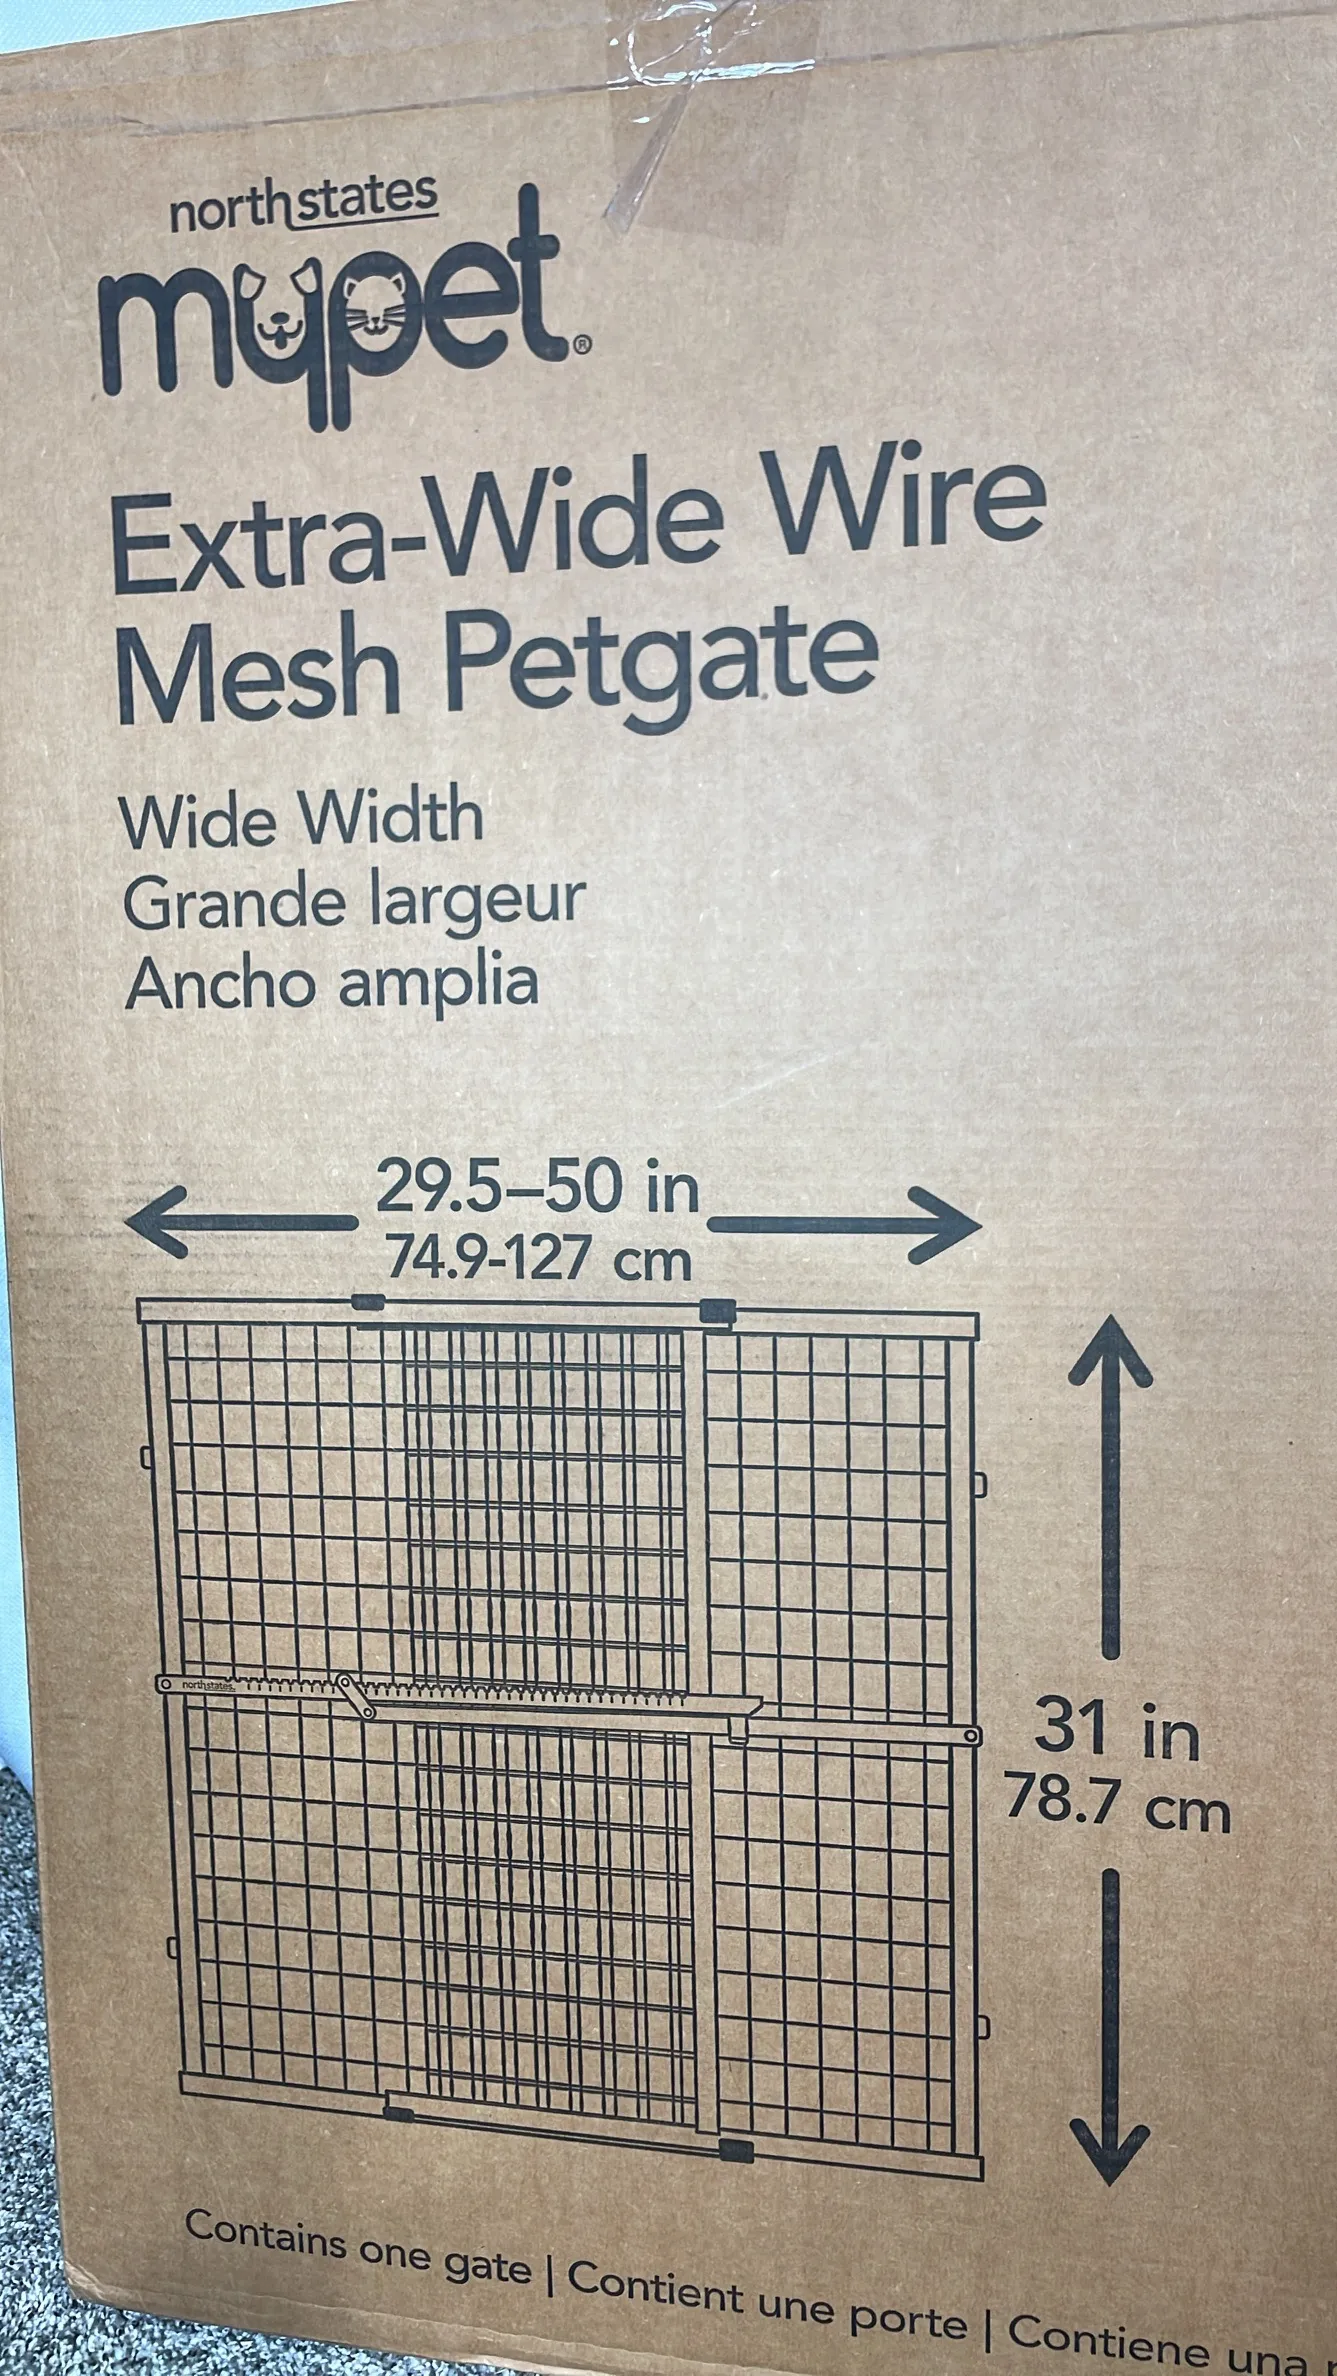 northstates
mypet®
Extra-Wide Wire
Mesh Petgate
Wide Width
Grande largeur
Ancho amplia
29.5–50 in
74.9-127 cm
northstates
31 in
78.7 cm
Contains one gate | Contient une porte | Contiene una